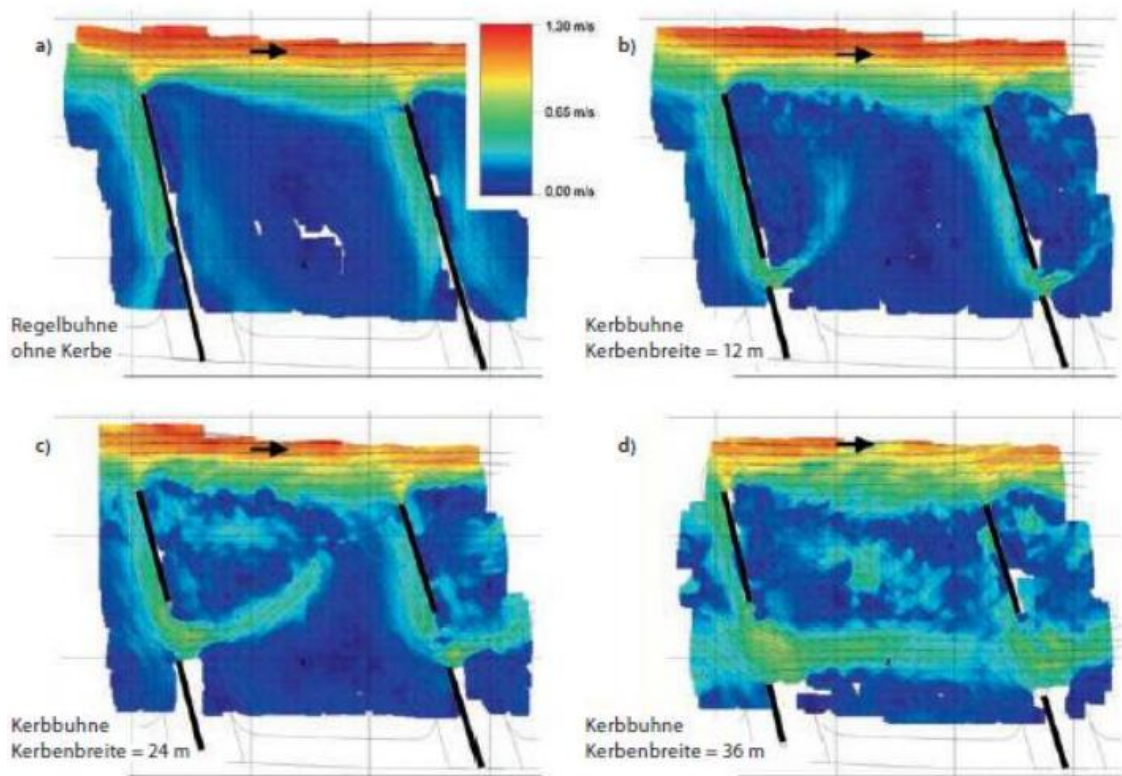 a)
1.30 m/s
0.65 m/s
0.00 m/s
Regelbuhne
ohne Kerbe
b)
Kerbbuhne
Kerbenbreite = 12 m
c)
Kerbbuhne
Kerbenbreite = 24 m
d)
Kerbbuhne
Kerbenbreite = 36 m